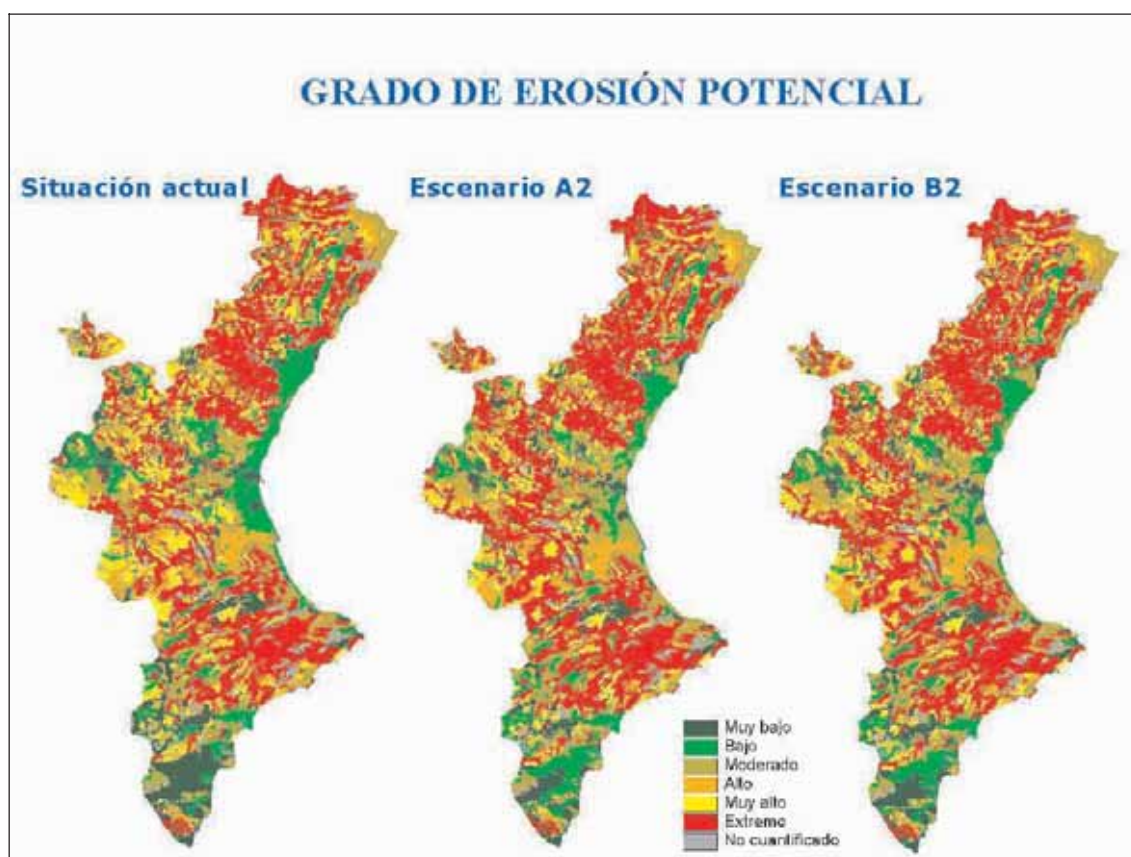 GRADO DE EROSIÓN POTENCIAL
Situación actual
Escenario A2
Escenario B2
Muy bajo
Bajo
Moderado
Alto
Muy alto
Extremo
No cuantificado